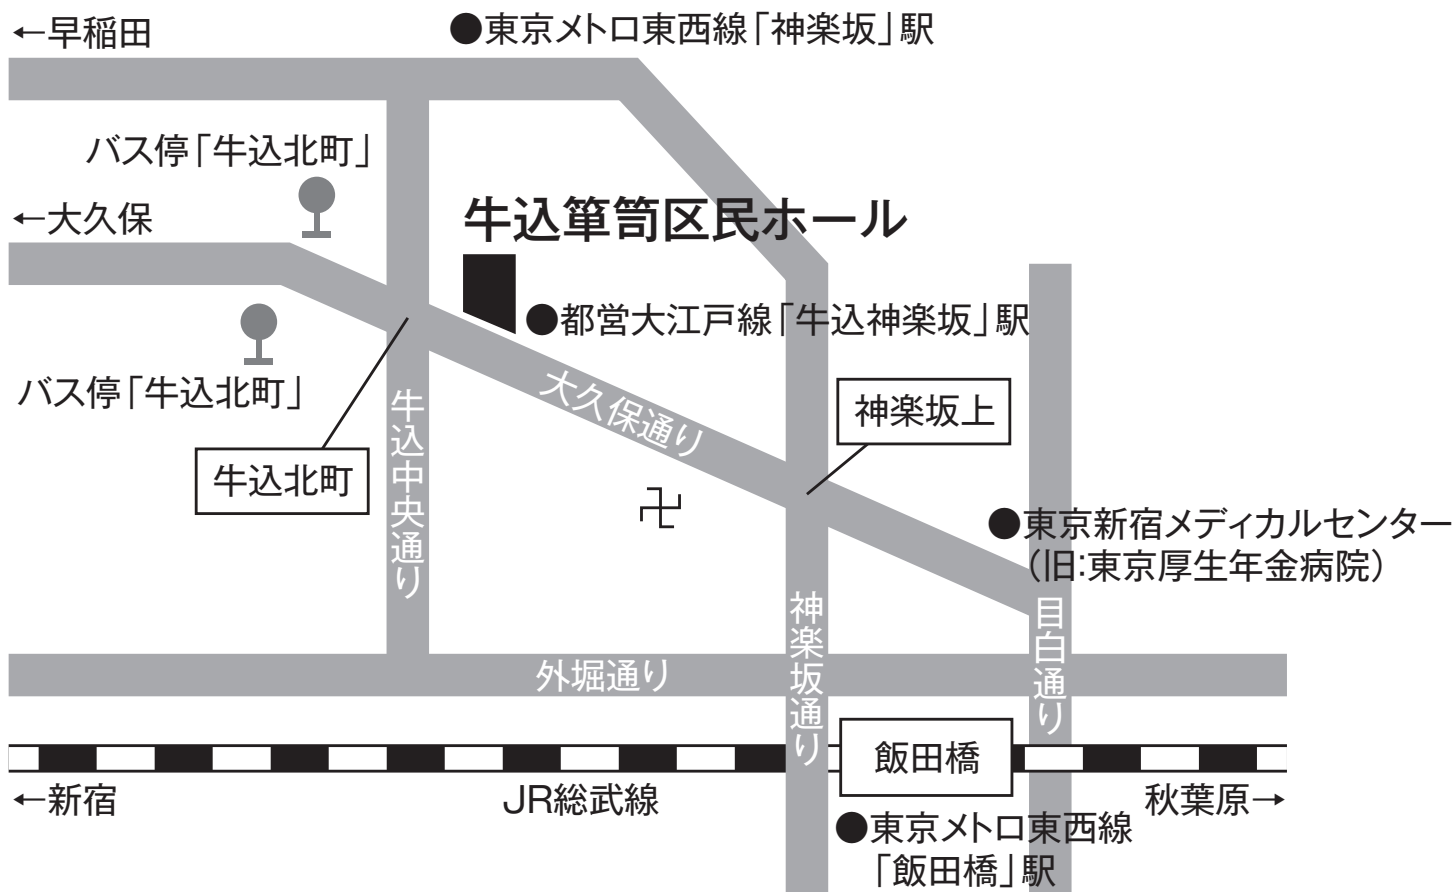 ←早稲田
●東京メトロ東西線「神楽坂」駅
バス停「牛込北町」
←大久保
牛込箪笥区民ホール
●都営大江戸線「牛込神楽坂」駅
バス停「牛込北町」
大久保通り
牛込中央通り
神楽坂上
牛込北町
卍
●東京新宿メディカルセンター
（旧:東京厚生年金病院）
神楽坂通り
目白通り
外堀通り
飯田橋
←新宿
JR総武線
秋葉原→
●東京メトロ東西線
「飯田橋」駅